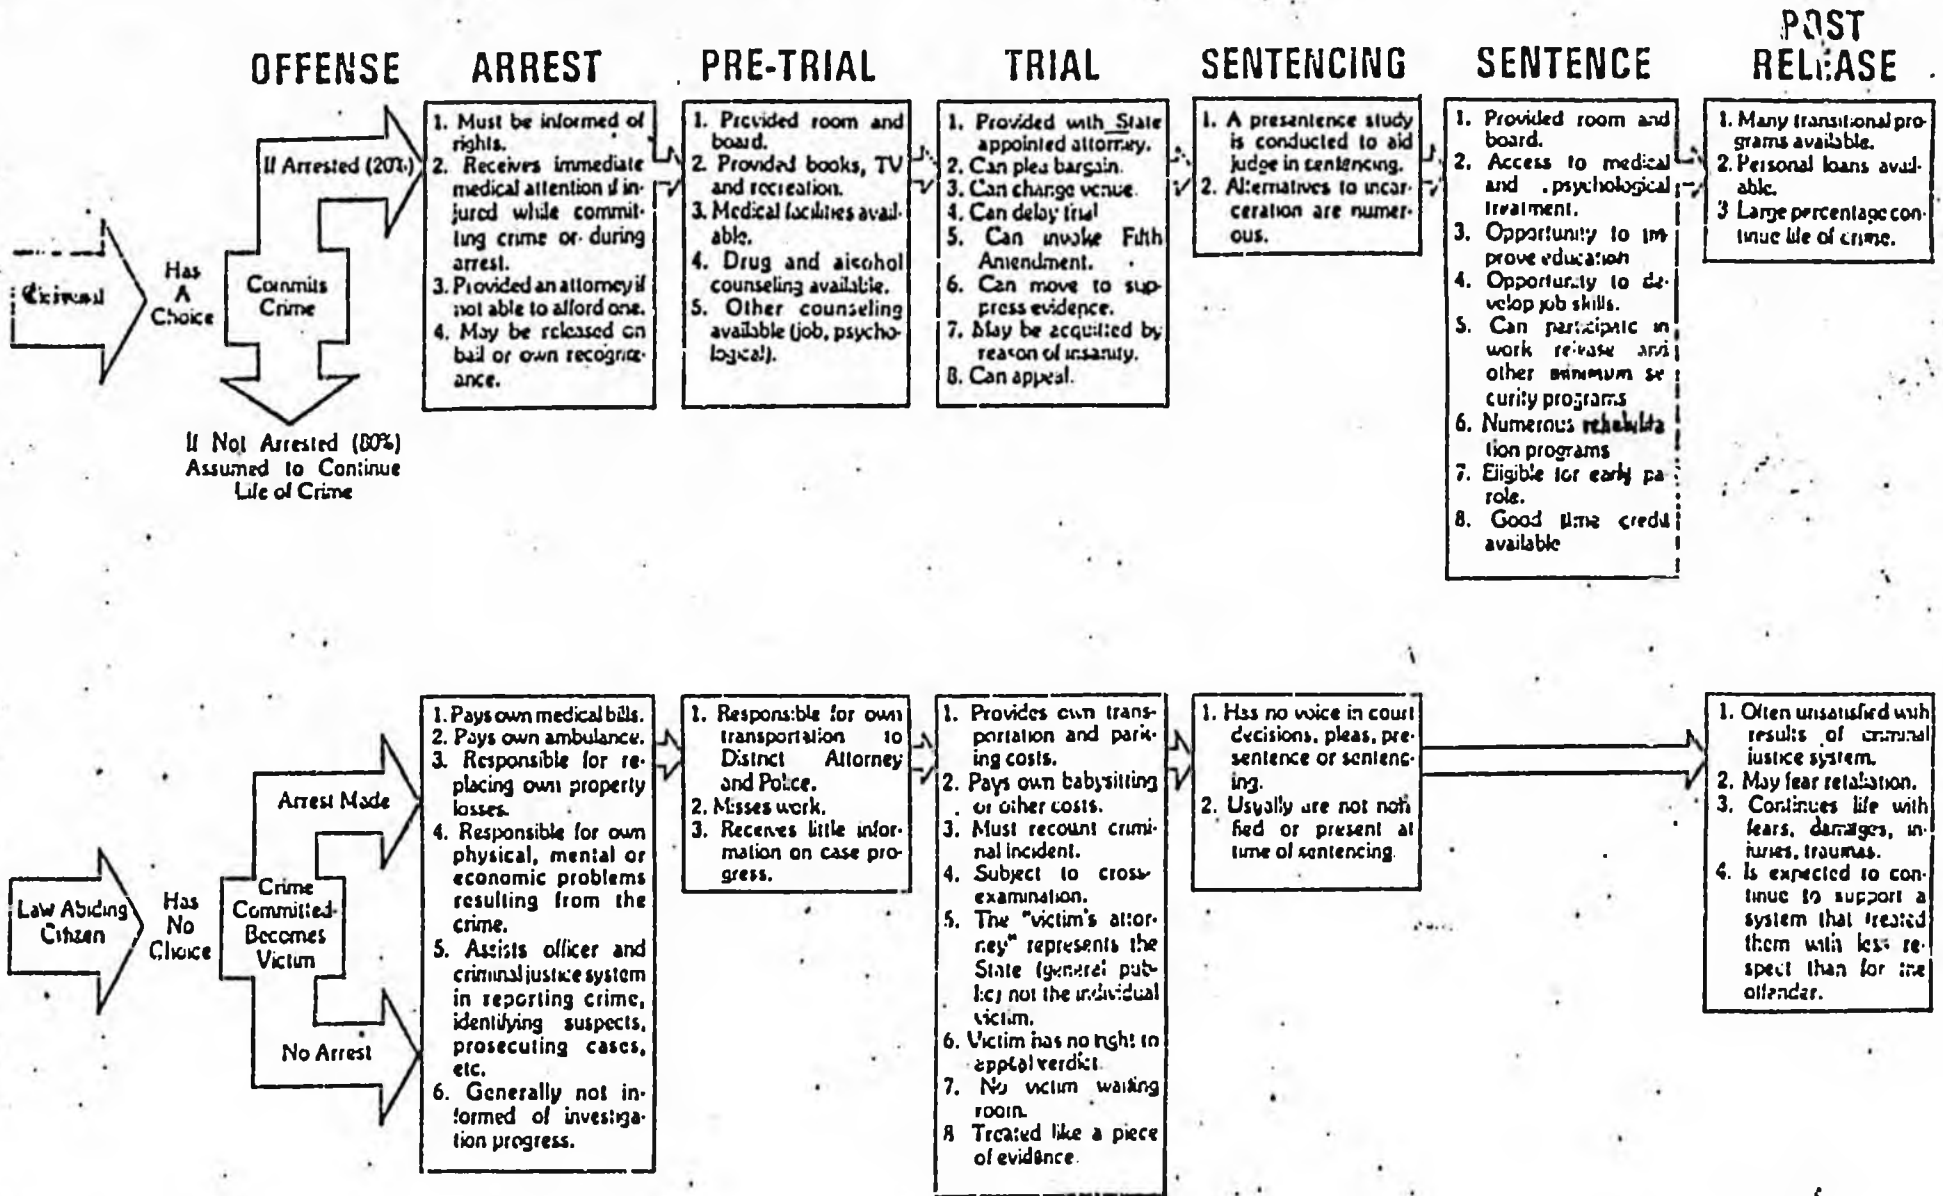 OFFENSE
ARREST
PRE-TRIAL
TRIAL
SENTENCING
SENTENCE
POST
RELEASE
Criminal
Has
A
Choice
Commits
Crime
If Arrested (20%)
If Not Arrested (80%)
Assumed to Continue
Life of Crime
1. Must be informed of
rights.
2. Receives immediate
medical attention if in-
jured while commit-
ting crime or during
arrest.
3. Provided an attorney if
not able to afford one.
4. May be released on
bail or own recogniz-
ance.
1. Provided room and
board.
2. Provided books, TV
and recreation.
3. Medical facilities avail-
able.
4. Drug and alcohol
counseling available.
5. Other counseling
available (job, psycho-
logical).
1. Provided with State
appointed attorney.
2. Can plea bargain.
3. Can change venue.
4. Can delay trial
5. Can invoke Fifth
Amendment.
6. Can move to sup-
press evidence.
7. May be acquitted by
reason of insanity.
8. Can appeal.
1. A presentence study
is conducted to aid
judge in sentencing.
2. Alternatives to incar-
ceration are numer-
ous.
1. Provided room and
board.
2. Access to medical
and psychological
treatment.
3. Opportunity to im
prove education
4. Opportunity to de-
velop job skills.
5. Can participate in
work release and
other minimum se
curity programs
6. Numerous rehabilita
tion programs
7. Eligible for early pa-
role.
8. Good time credit
available
1. Many transitional pro-
grams available.
2. Personal loans avail-
able.
3 Large percentage con-
tinue life of crime.
Law Abiding
Citizen
Has
No
Choice
Crime
Committed-
Becomes
Victim
Arrest Made
No Arrest
1. Pays own medical bills.
2. Pays own ambulance.
3. Responsible for re-
placing own property
losses.
4. Responsible for own
physical, mental or
economic problems
resulting from the
crime.
5. Assists officer and
criminal justice system
in reporting crime,
identifying suspects,
prosecuting cases,
etc.
6. Generally not in-
formed of investiga-
tion progress.
1. Responsible for own
transportation to
District Attorney
and Police.
2. Misses work.
3. Receives little infor-
mation on case pro-
gress.
1. Provides own trans-
portation and park-
ing costs.
2. Pays own babysitting
or other costs.
3. Must recount crimi-
nal incident.
4. Subject to cross-
examination.
5. The "victim's attor-
ney" represents the
State (general pub-
lic) not the individual
victim.
6. Victim has no right to
appeal verdict.
7. No victim waiting
room.
8 Treated like a piece
of evidence.
1. Has no voice in court
decisions, pleas, pre-
sentence or sentenc-
ing.
2. Usually are not noti
fied or present at
time of sentencing.
1. Often unsatisfied with
results of criminal
justice system.
2. May fear retaliation.
3. Continues life with
fears, damages, in-
juries, traumas.
4. Is expected to con-
tinue to support a
system that treated
them with less re-
spect than for the
offender.